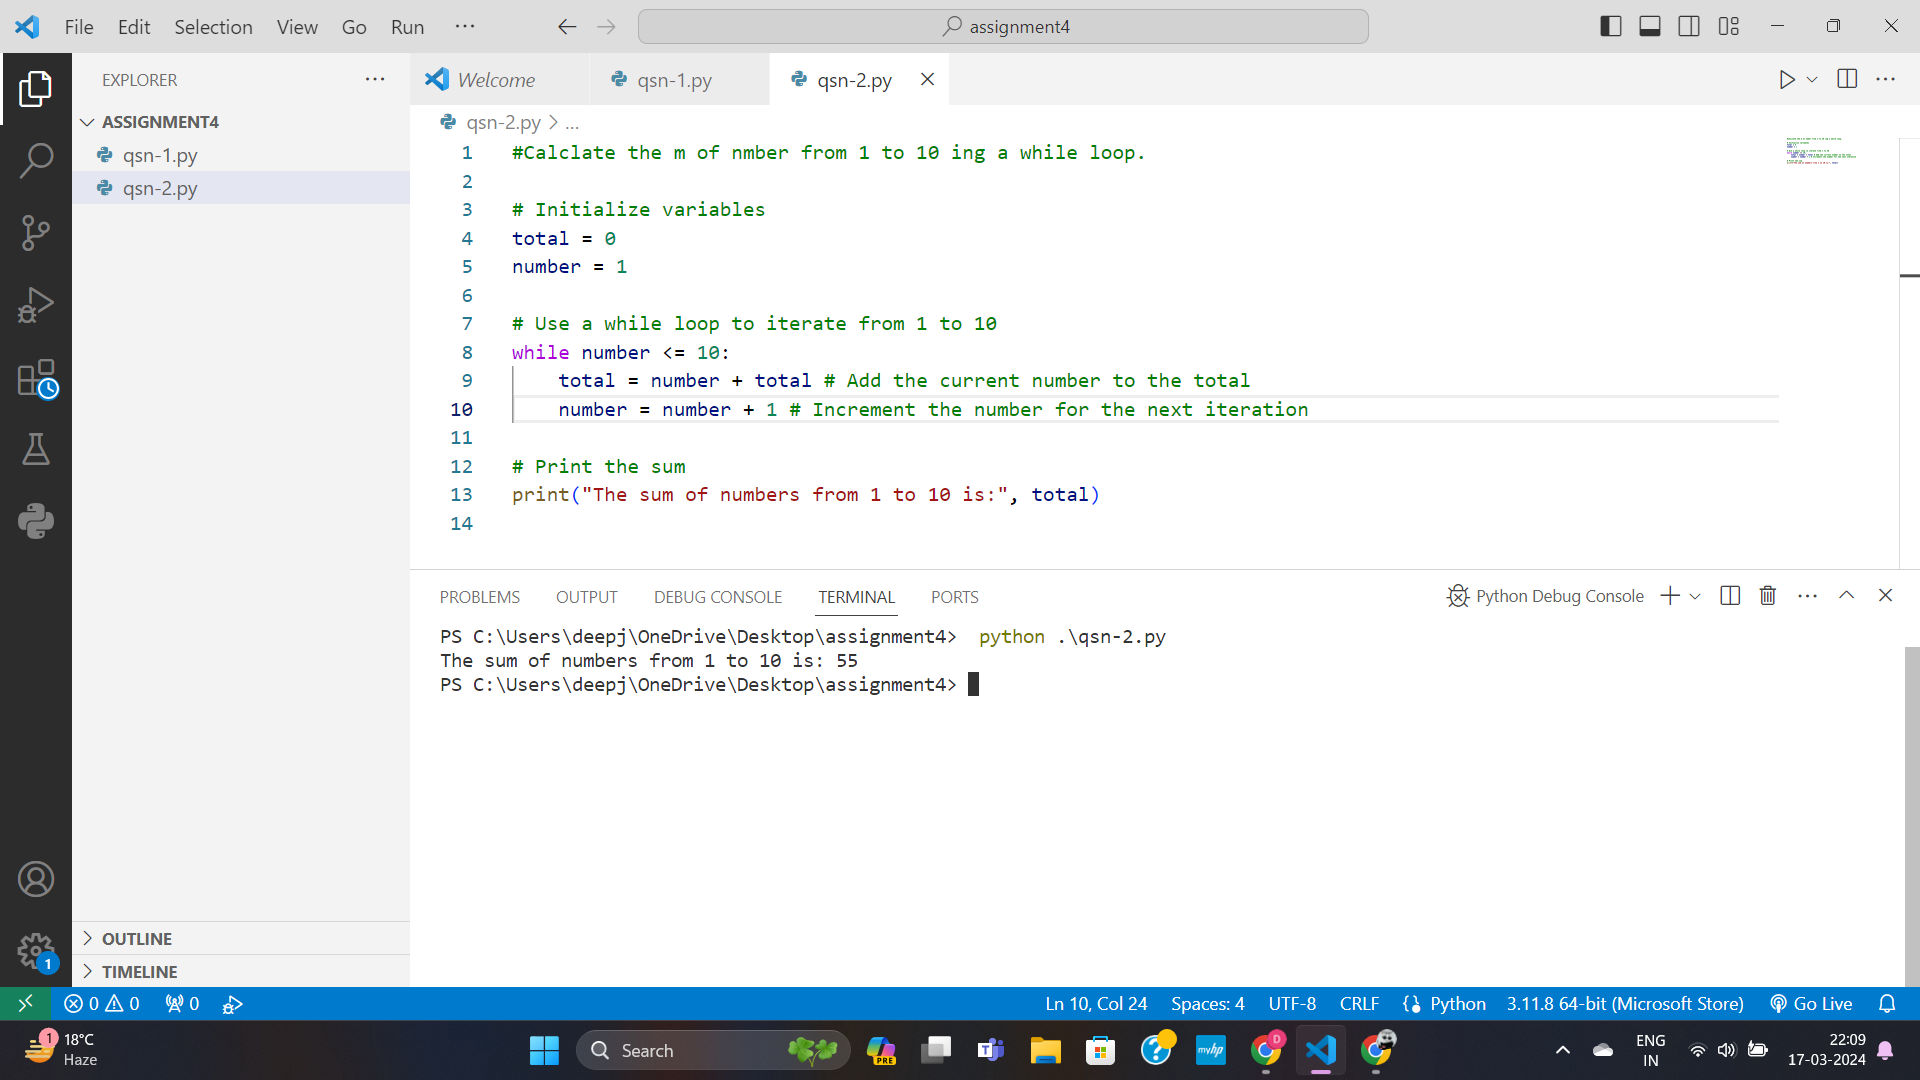 File Edit Selection View Go Run ··· assignment4
EXPLORER ···
ASSIGNMENT4
qsn-1.py
qsn-2.py
OUTLINE
TIMELINE
1
Welcome qsn-1.py qsn-2.py
qsn-2.py > ...
1 #Calclate the m of nmber from 1 to 10 ing a while loop.
2
3 # Initialize variables
4 total = 0
5 number = 1
6
7 # Use a while loop to iterate from 1 to 10
8 while number <= 10:
9     total = number + total # Add the current number to the total
10     number = number + 1 # Increment the number for the next iteration
11
12 # Print the sum
13 print("The sum of numbers from 1 to 10 is:", total)
14
PROBLEMS OUTPUT DEBUG CONSOLE TERMINAL PORTS Python Debug Console
PS C:\Users\deepj\OneDrive\Desktop\assignment4>  python .\qsn-2.py
The sum of numbers from 1 to 10 is: 55
PS C:\Users\deepj\OneDrive\Desktop\assignment4>
0 0 0 Ln 10, Col 24 Spaces: 4 UTF-8 CRLF Python 3.11.8 64-bit (Microsoft Store) Go Live
1 18°C
Haze
Search
PRE
myhp
D
ENG
IN
22:09
17-03-2024